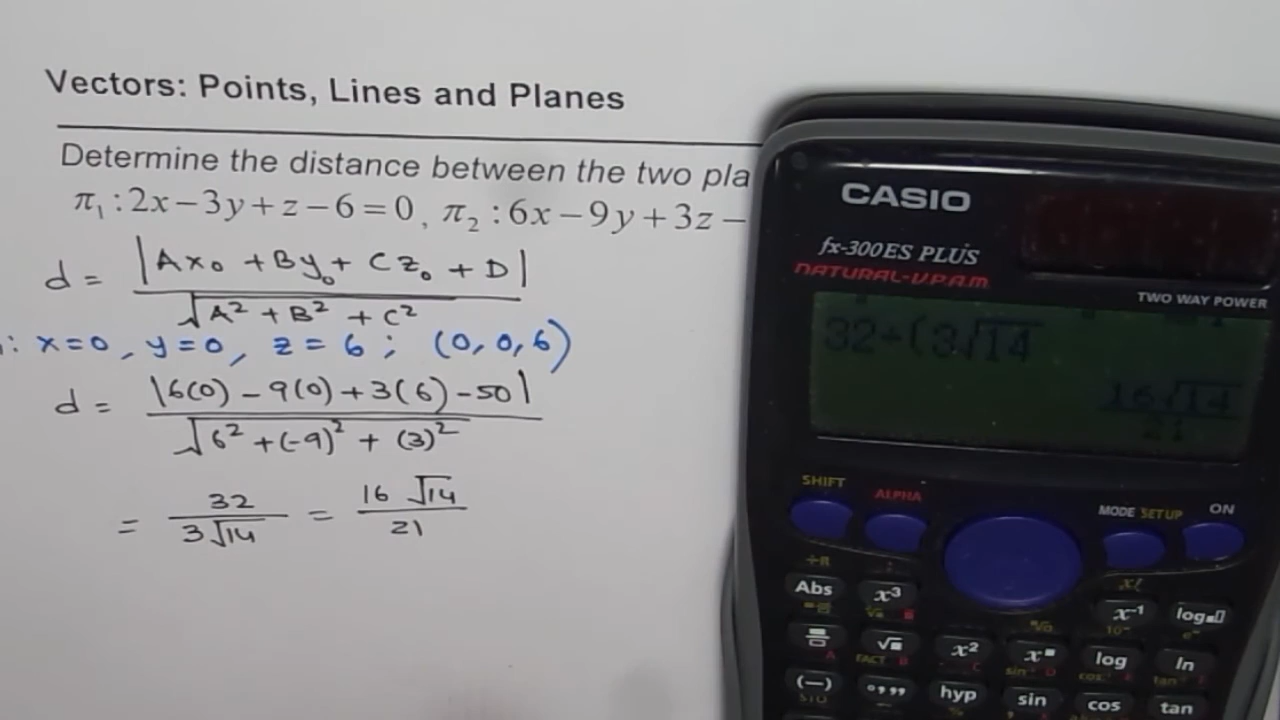 Vectors: Points, Lines and Planes
Determine the distance between the two pla
π₁ : 2x − 3y + z − 6 = 0, π₂ : 6x − 9y + 3z −
d = |Ax₀ + By₀ + Cz₀ + D| / √(A² + B² + C²)
: x=0, y=0, z=6; (0,0,6)
d = |6(0) − 9(0) + 3(6) − 50| / √(6² + (-9)² + (3)²)
= 32 / 3√14 = 16 √14 / 21
CASIO
fx-300ES PLUS
NATURAL-V.P.A.M.
TWO WAY POWER
32÷(3√14
16√14
21
SHIFT ALPHA MODE SETUP ON
Abs x³ x⁻¹ log
√ x² x log ln
FACT
(−) °,,, hyp sin cos tan
STO